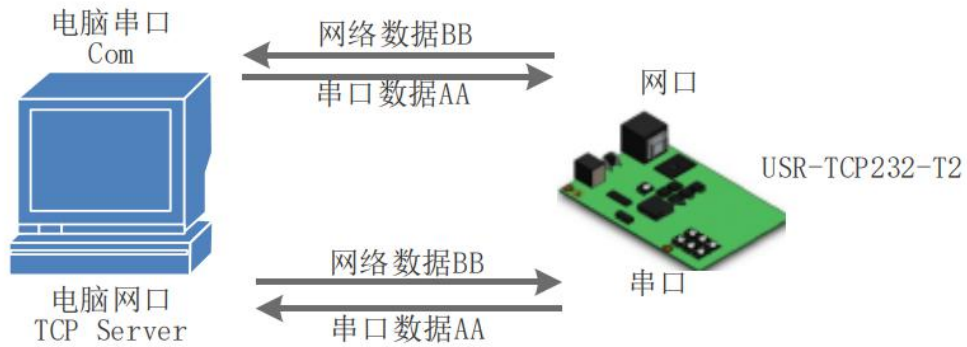 电脑串口
Com
网络数据BB
串口数据AA
网口
USR-TCP232-T2
网络数据BB
串口数据AA
串口
电脑网口
TCP Server